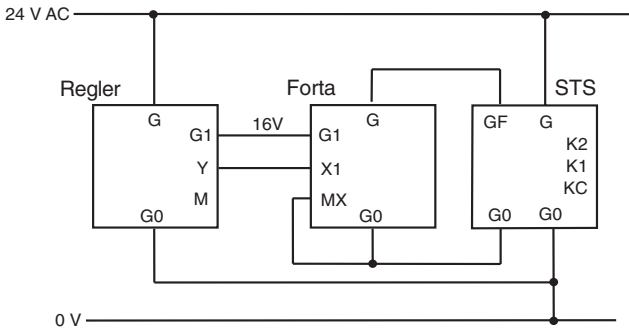 24 V AC
Regler
Forta
STS
G
G
GF
G
G1
16V
G1
K2
Y
X1
K1
M
MX
KC
G0
G0
G0
G0
0 V